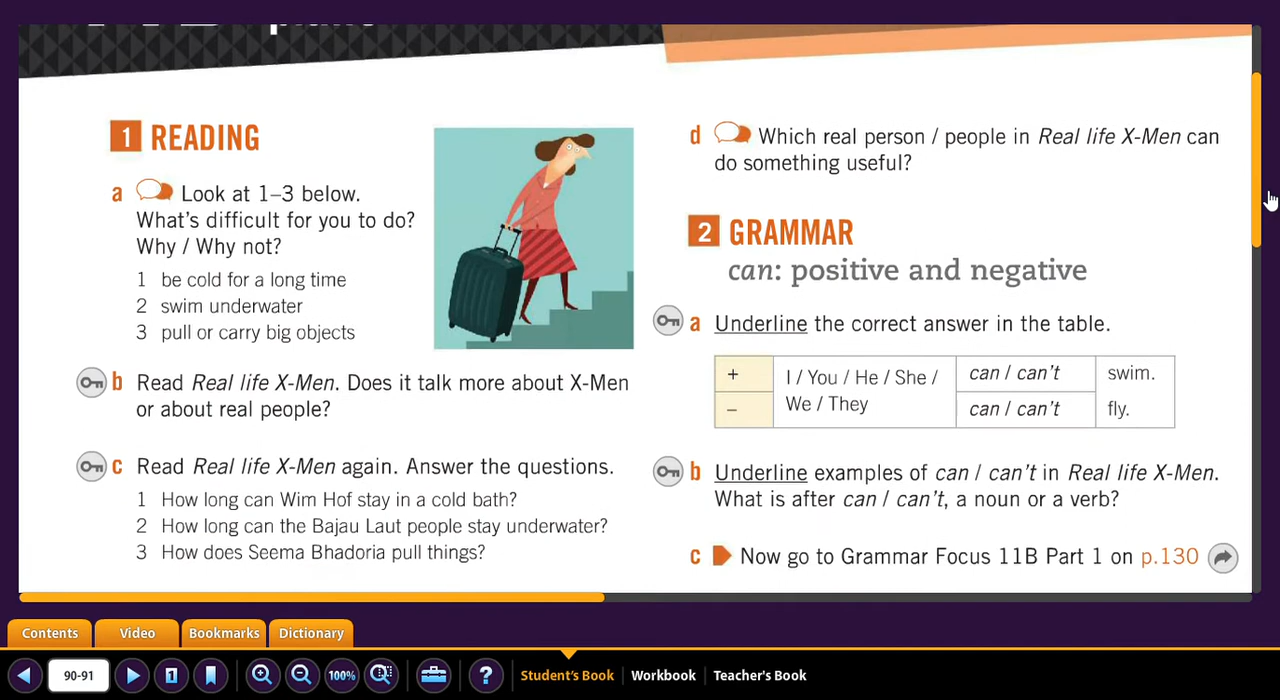 1 READING
a Look at 1–3 below.
What's difficult for you to do?
Why / Why not?
1 be cold for a long time
2 swim underwater
3 pull or carry big objects
b Read Real life X-Men. Does it talk more about X-Men
or about real people?
c Read Real life X-Men again. Answer the questions.
1 How long can Wim Hof stay in a cold bath?
2 How long can the Bajau Laut people stay underwater?
3 How does Seema Bhadoria pull things?
d Which real person / people in Real life X-Men can
do something useful?
2 GRAMMAR
can: positive and negative
a Underline the correct answer in the table.
+ I / You / He / She / can / can't swim.
– We / They can / can't fly.
b Underline examples of can / can't in Real life X-Men.
What is after can / can't, a noun or a verb?
c Now go to Grammar Focus 11B Part 1 on p.130
Contents Video Bookmarks Dictionary
90-91 1 100% ? Student's Book Workbook Teacher's Book